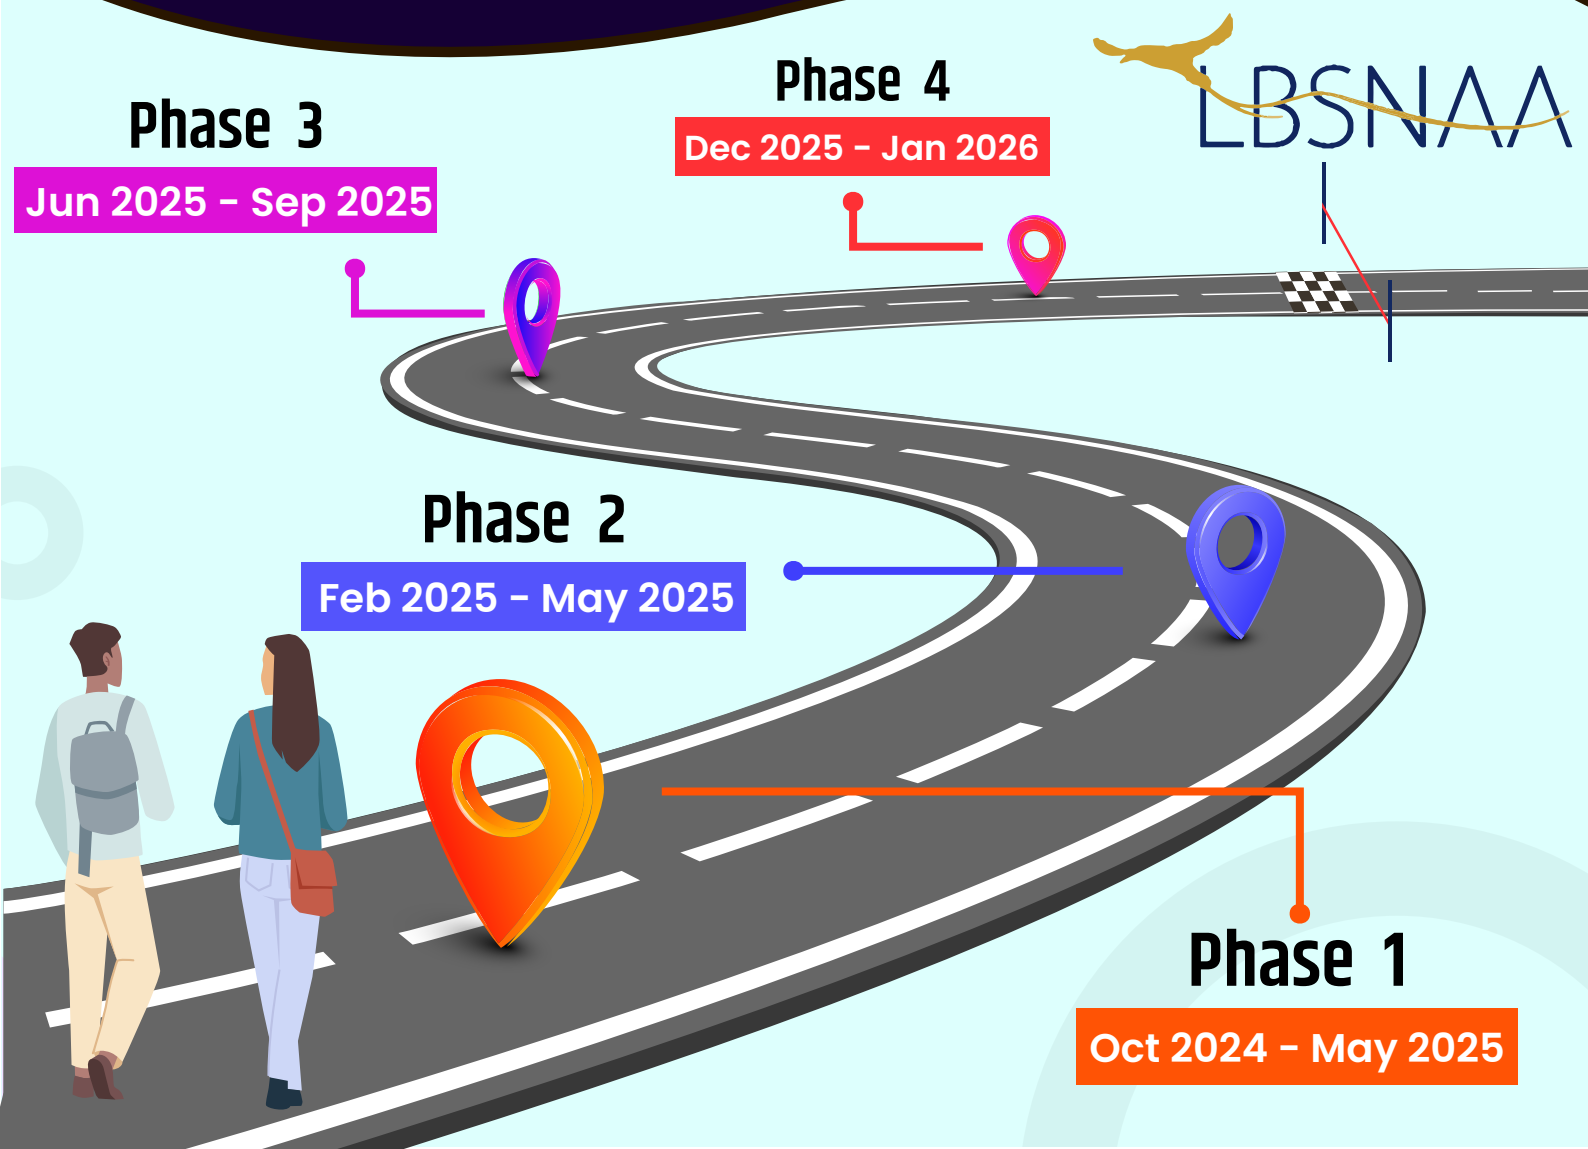 Phase 4
LBSNAA
Dec 2025 - Jan 2026
Phase 3
Jun 2025 - Sep 2025
Phase 2
Feb 2025 - May 2025
Phase 1
Oct 2024 - May 2025